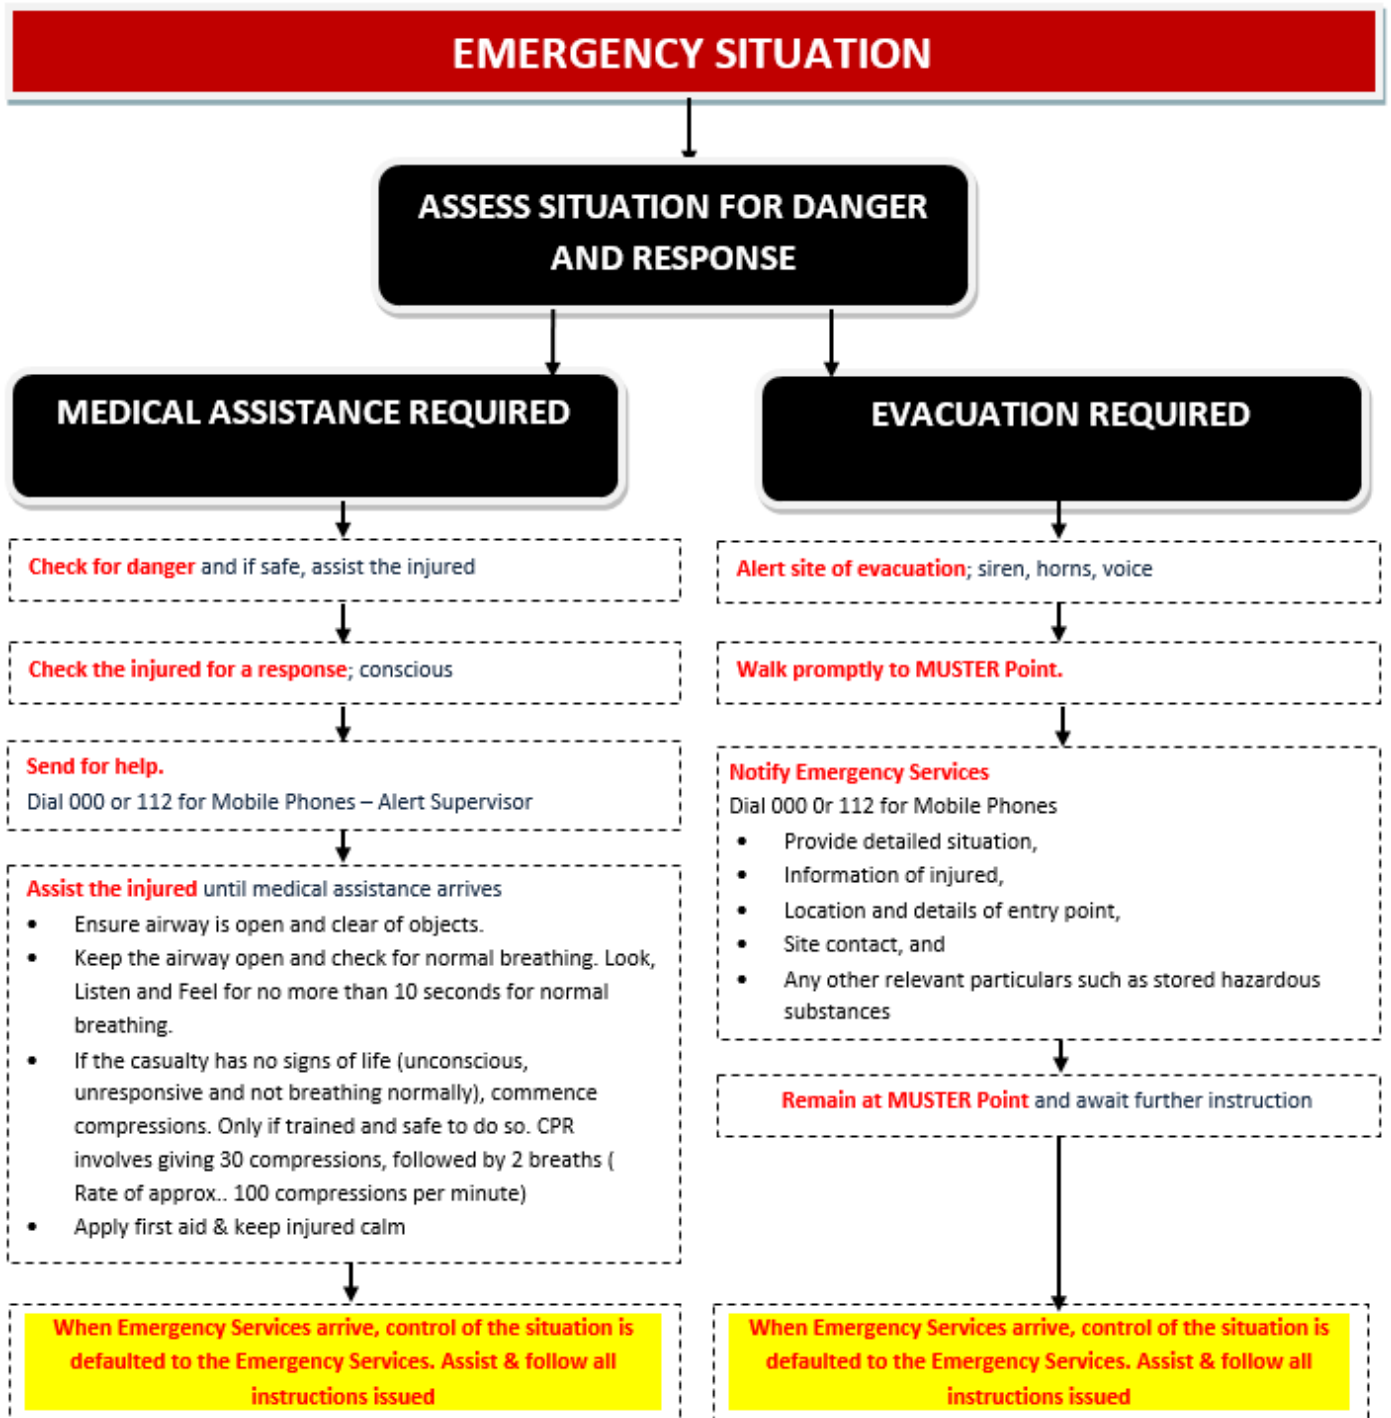 EMERGENCY SITUATION
ASSESS SITUATION FOR DANGER
AND RESPONSE
MEDICAL ASSISTANCE REQUIRED
Check for danger and if safe, assist the injured
Check the injured for a response; conscious
Send for help.
Dial 000 or 112 for Mobile Phones – Alert Supervisor
Assist the injured until medical assistance arrives
• Ensure airway is open and clear of objects.
• Keep the airway open and check for normal breathing. Look,
Listen and Feel for no more than 10 seconds for normal
breathing.
• If the casualty has no signs of life (unconscious,
unresponsive and not breathing normally), commence
compressions. Only if trained and safe to do so. CPR
involves giving 30 compressions, followed by 2 breaths (
Rate of approx.. 100 compressions per minute)
• Apply first aid & keep injured calm
When Emergency Services arrive, control of the situation is
defaulted to the Emergency Services. Assist & follow all
instructions issued
EVACUATION REQUIRED
Alert site of evacuation; siren, horns, voice
Walk promptly to MUSTER Point.
Notify Emergency Services
Dial 000 0r 112 for Mobile Phones
• Provide detailed situation,
• Information of injured,
• Location and details of entry point,
• Site contact, and
• Any other relevant particulars such as stored hazardous
substances
Remain at MUSTER Point and await further instruction
When Emergency Services arrive, control of the situation is
defaulted to the Emergency Services. Assist & follow all
instructions issued